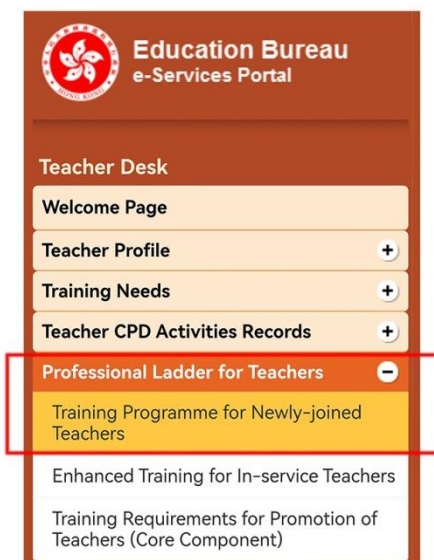 Education Bureau
e-Services Portal
Teacher Desk
Welcome Page
Teacher Profile
Training Needs
Teacher CPD Activities Records
Professional Ladder for Teachers
Training Programme for Newly-joined
Teachers
Enhanced Training for In-service Teachers
Training Requirements for Promotion of
Teachers (Core Component)